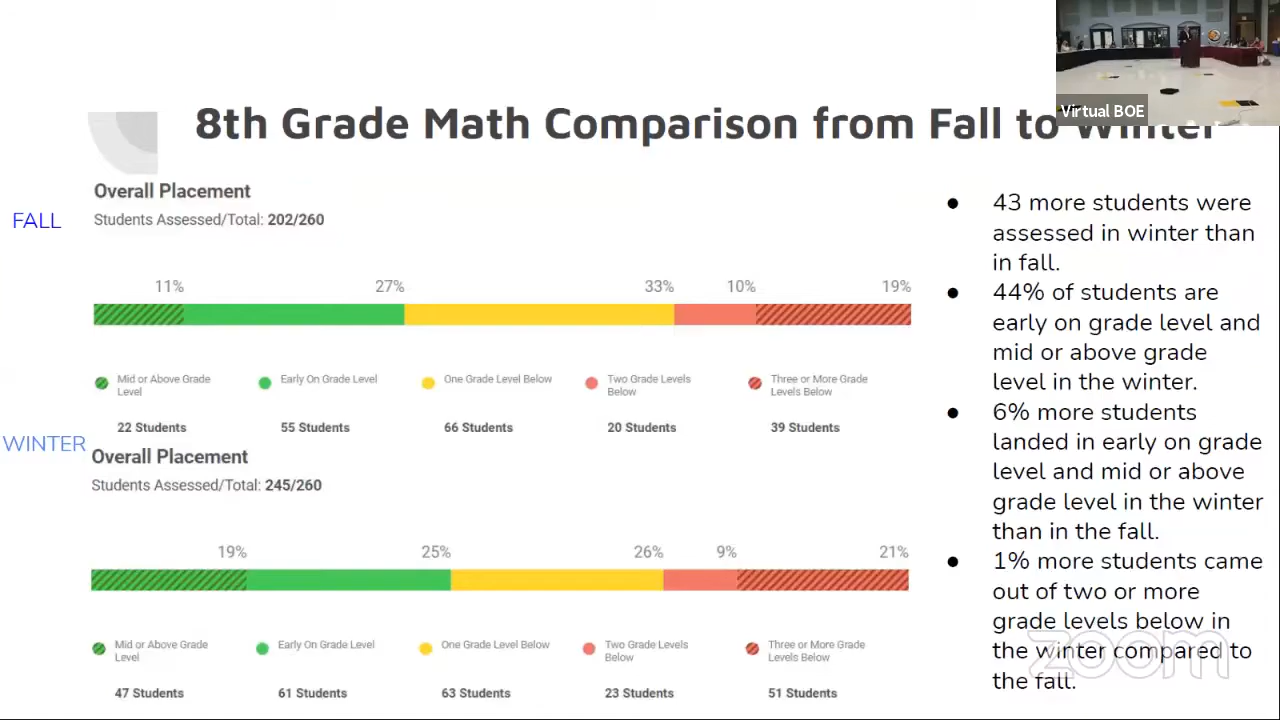 Virtual BOE
8th Grade Math Comparison from Fall to Winter
Overall Placement
FALL
Students Assessed/Total: 202/260
11% 27% 33% 10% 19%
Mid or Above Grade
Level
Early On Grade Level
One Grade Level Below
Two Grade Levels
Below
Three or More Grade
Levels Below
22 Students 55 Students 66 Students 20 Students 39 Students
WINTER
Overall Placement
Students Assessed/Total: 245/260
19% 25% 26% 9% 21%
Mid or Above Grade
Level
Early On Grade Level
One Grade Level Below
Two Grade Levels
Below
Three or More Grade
Levels Below
47 Students 61 Students 63 Students 23 Students 51 Students
● 43 more students were
assessed in winter than
in fall.
● 44% of students are
early on grade level and
mid or above grade
level in the winter.
● 6% more students
landed in early on grade
level and mid or above
grade level in the winter
than in the fall.
● 1% more students came
out of two or more
grade levels below in
the winter compared to
the fall.
zoom